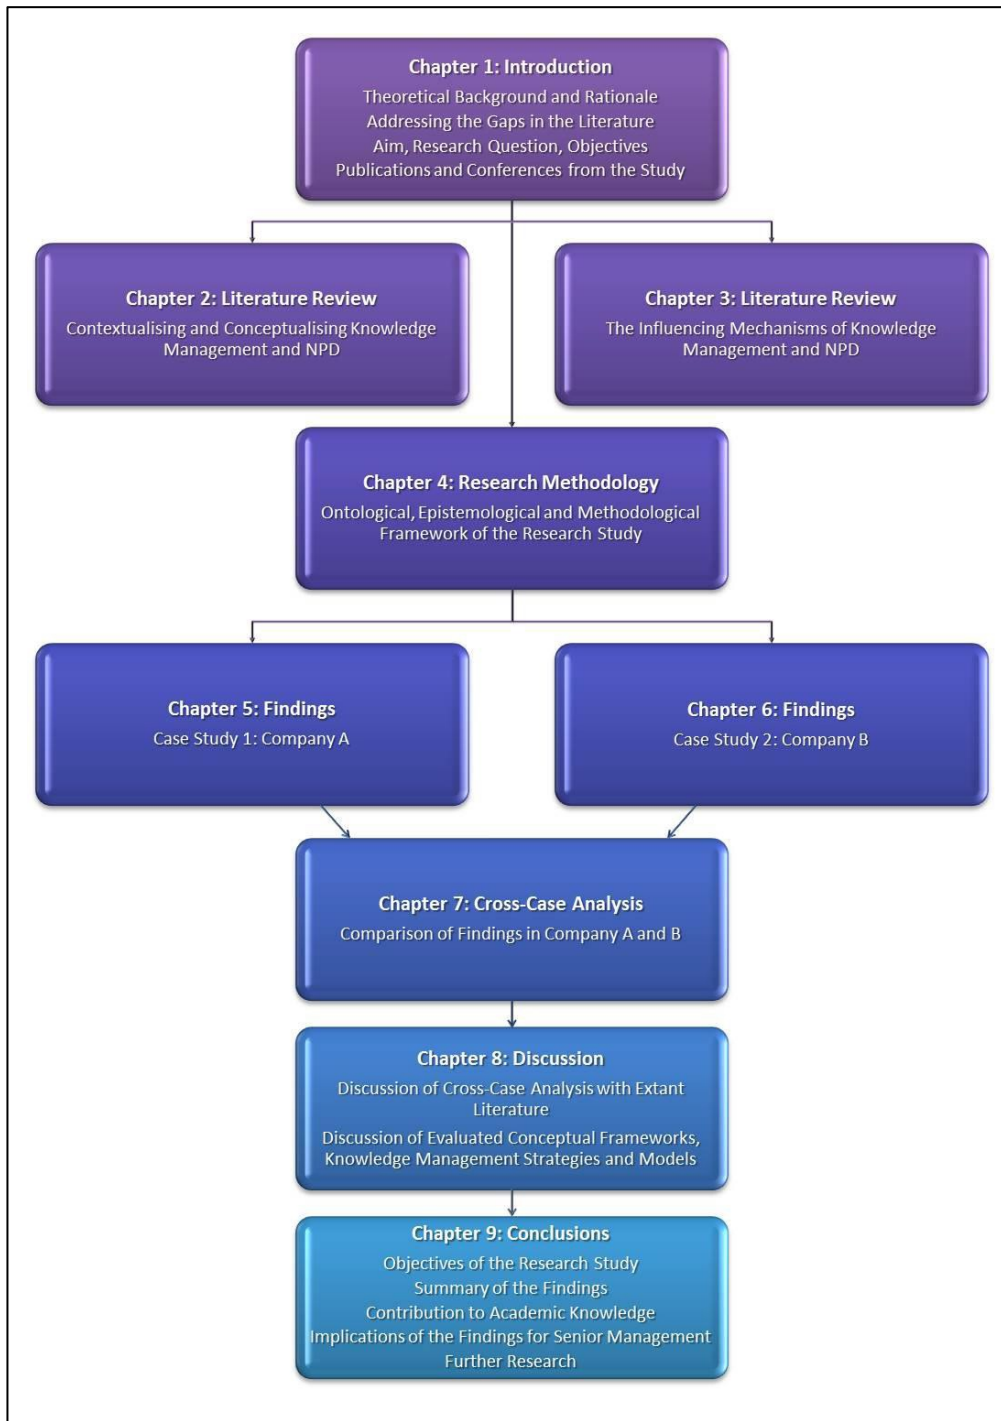 Chapter 1: Introduction
Theoretical Background and Rationale
Addressing the Gaps in the Literature
Aim, Research Question, Objectives
Publications and Conferences from the Study
Chapter 2: Literature Review
Contextualising and Conceptualising Knowledge
Management and NPD
Chapter 3: Literature Review
The Influencing Mechanisms of Knowledge
Management and NPD
Chapter 4: Research Methodology
Ontological, Epistemological and Methodological
Framework of the Research Study
Chapter 5: Findings
Case Study 1: Company A
Chapter 6: Findings
Case Study 2: Company B
Chapter 7: Cross-Case Analysis
Comparison of Findings in Company A and B
Chapter 8: Discussion
Discussion of Cross-Case Analysis with Extant
Literature
Discussion of Evaluated Conceptual Frameworks,
Knowledge Management Strategies and Models
Chapter 9: Conclusions
Objectives of the Research Study
Summary of the Findings
Contribution to Academic Knowledge
Implications of the Findings for Senior Management
Further Research